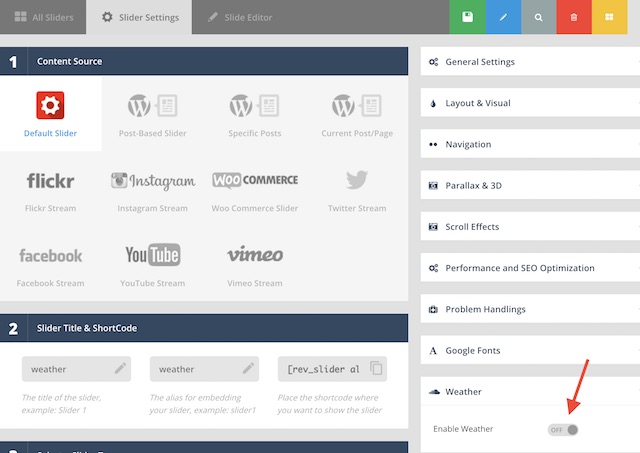 All Sliders
Slider Settings
Slide Editor
1
Content Source
Default Slider
Post-Based Slider
Specific Posts
Current Post/Page
flickr
Instagram
WOO COMMERCE
Flickr Stream
Instagram Stream
Woo Commerce Slider
Twitter Stream
facebook
YouTube
vimeo
Facebook Stream
YouTube Stream
Vimeo Stream
2
Slider Title & ShortCode
weather
weather
[rev_slider al
The title of the slider,
example: Slider 1
The alias for embedding
your slider, example: slider1
Place the shortcode where
you want to show the slider
General Settings
Layout & Visual
Navigation
Parallax & 3D
Scroll Effects
Performance and SEO Optimization
Problem Handlings
Google Fonts
Weather
Enable Weather
OFF